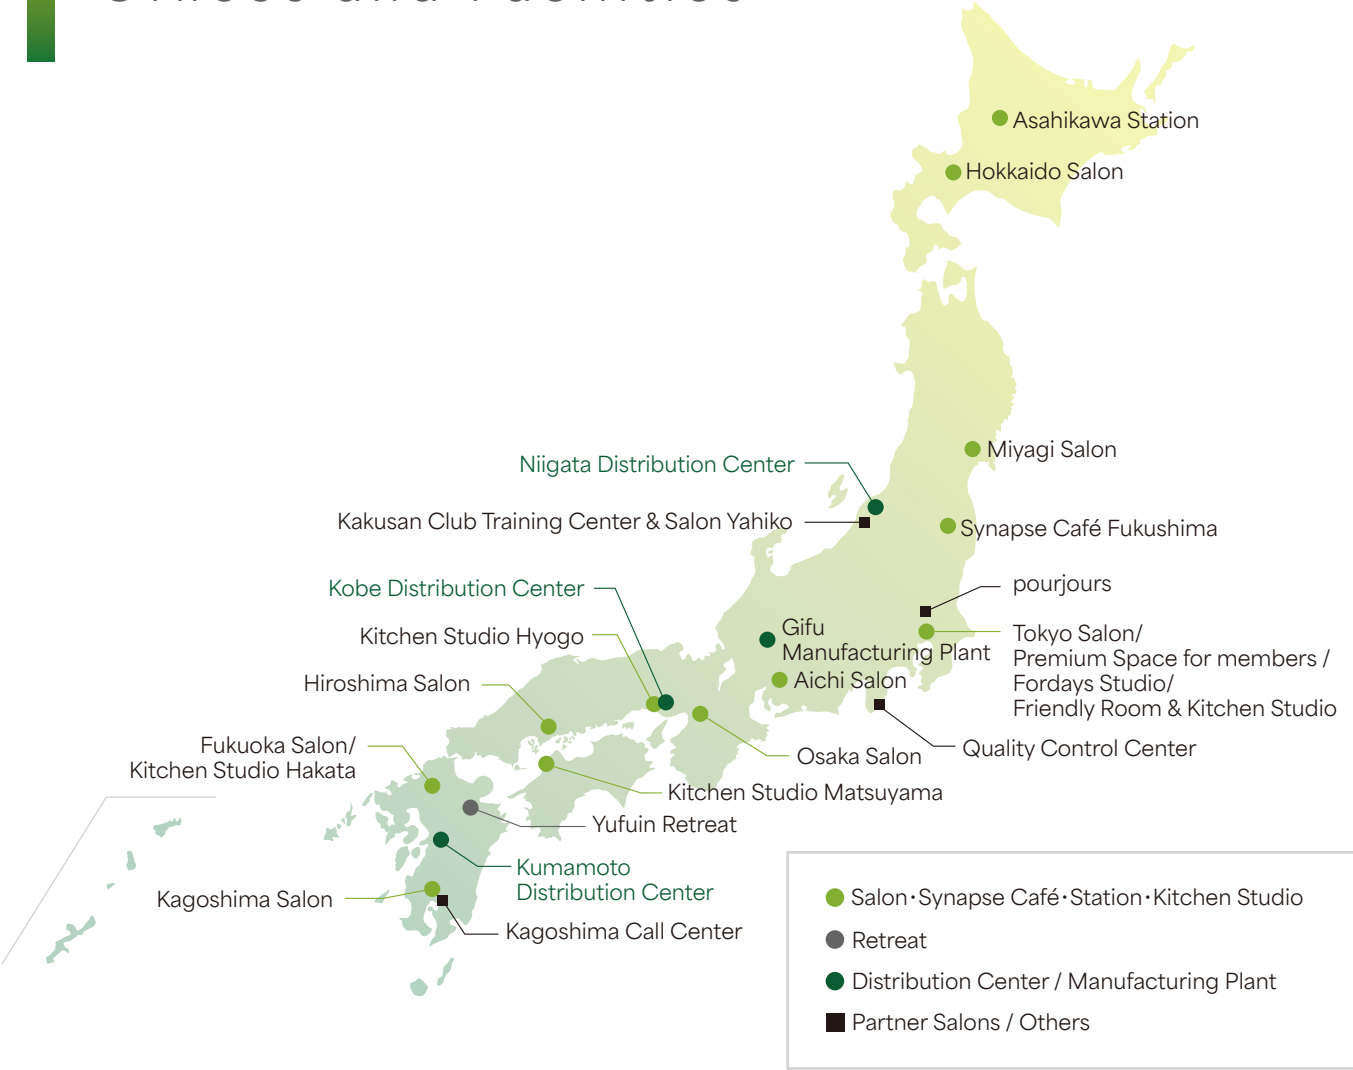 Asahikawa Station
Hokkaido Salon
Miyagi Salon
Niigata Distribution Center
Kakusan Club Training Center & Salon Yahiko
Synapse Café Fukushima
pourjours
Kobe Distribution Center
Kitchen Studio Hyogo
Gifu
Manufacturing Plant
Tokyo Salon/
Premium Space for members /
Fordays Studio/
Friendly Room & Kitchen Studio
Hiroshima Salon
Aichi Salon
Fukuoka Salon/
Kitchen Studio Hakata
Osaka Salon
Quality Control Center
Kitchen Studio Matsuyama
Yufuin Retreat
Kumamoto
Distribution Center
Kagoshima Salon
Kagoshima Call Center
Salon・Synapse Café・Station・Kitchen Studio
Retreat
Distribution Center / Manufacturing Plant
Partner Salons / Others